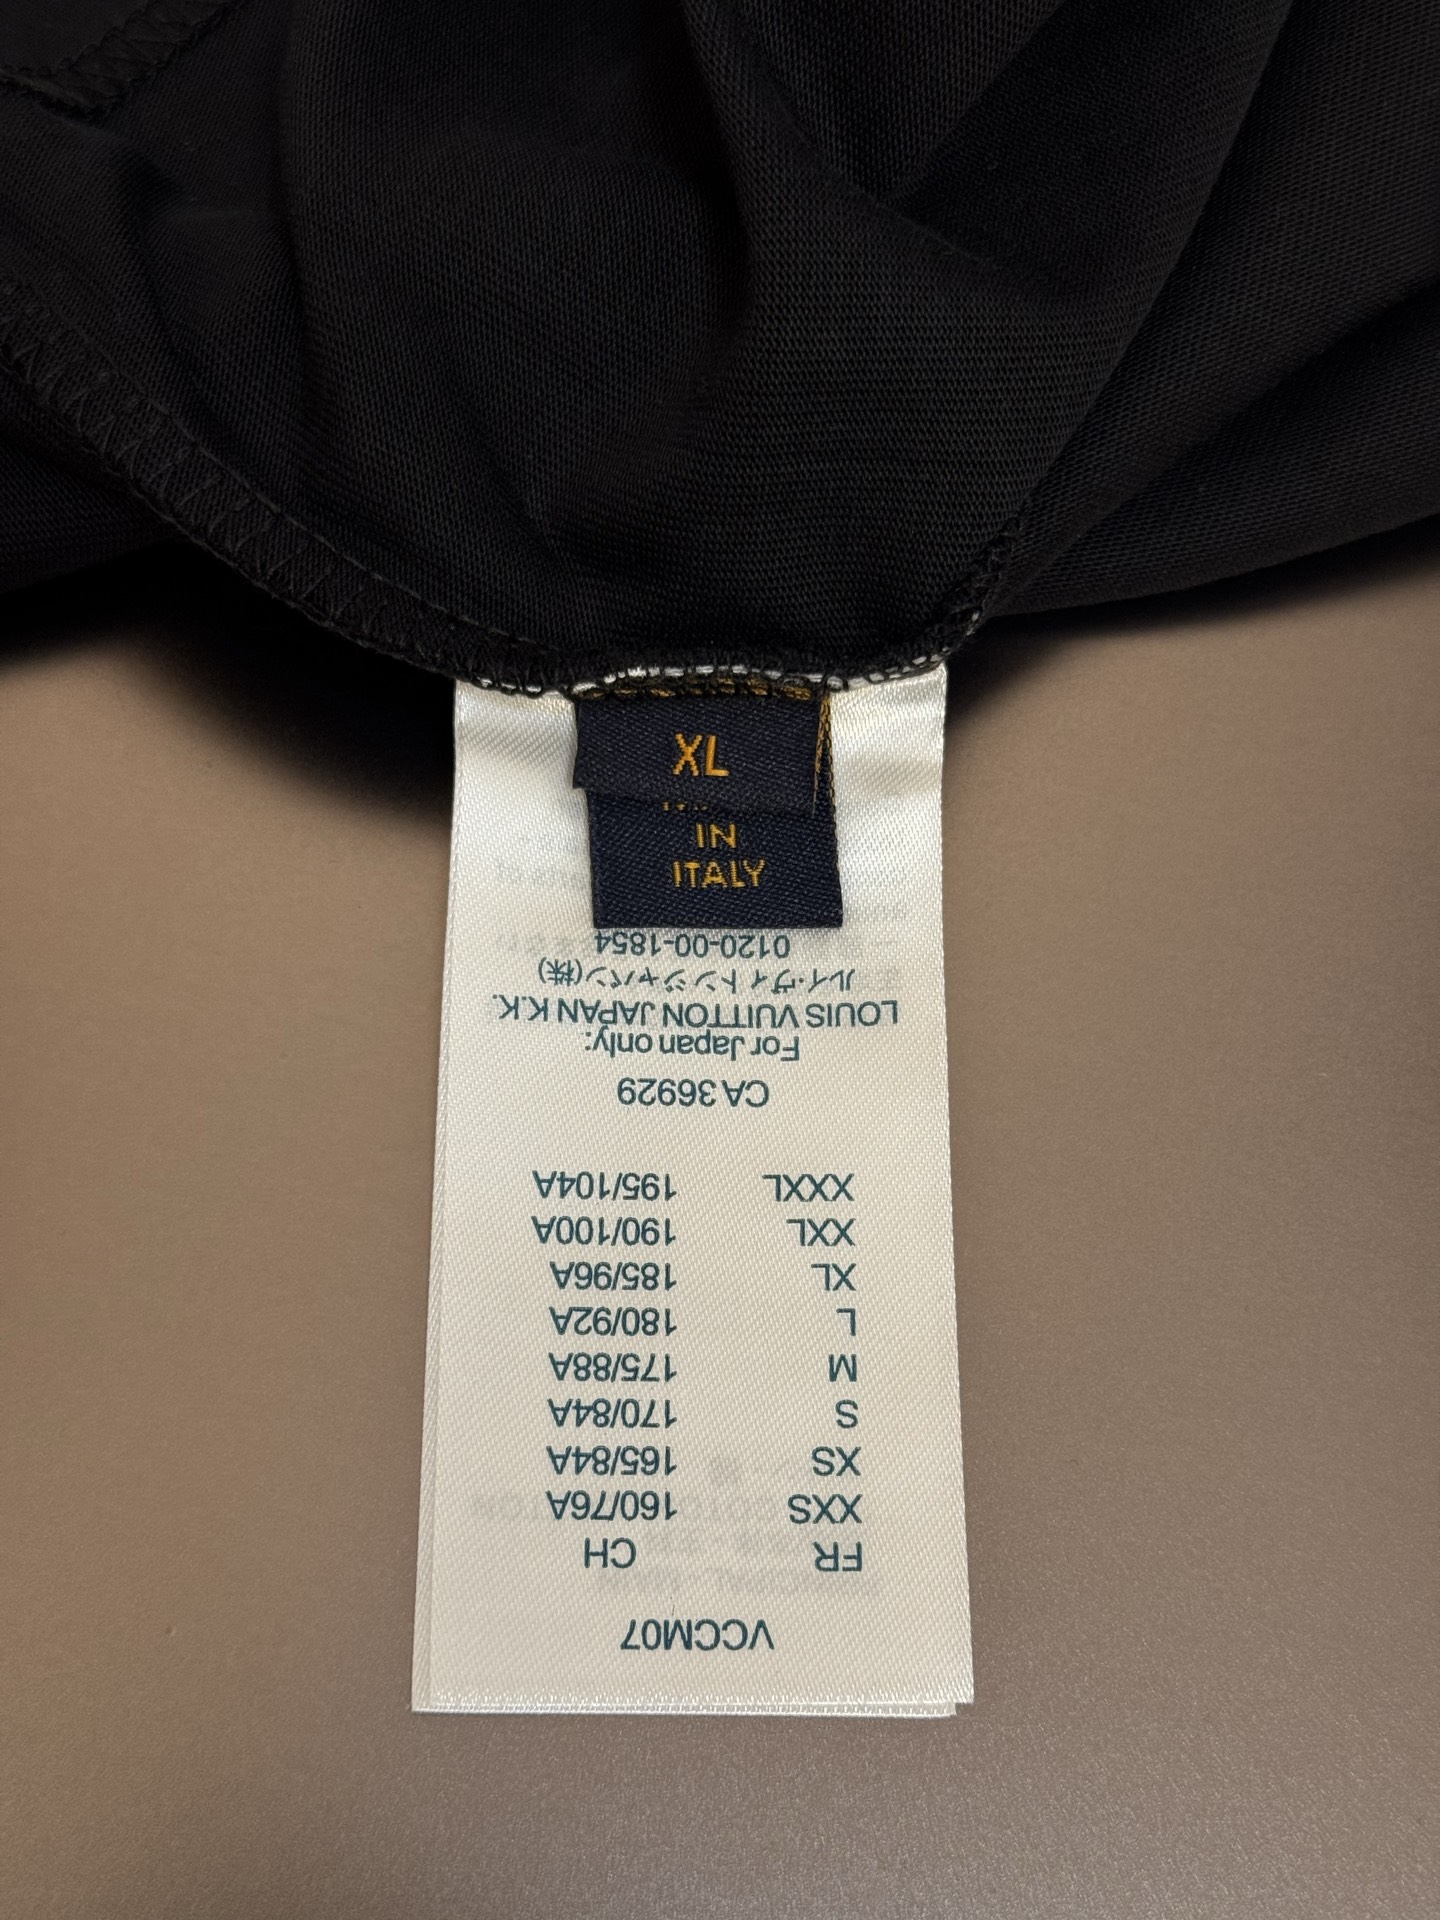 XL
IN
ITALY
VCCM07
FR CH
XXS 160/76A
XS 165/84A
S 170/84A
M 175/88A
L 180/92A
XL 185/96A
XXL 190/100A
XXXL 195/104A
CA 36929
For Japan only:
LOUIS VUITTON JAPAN K.K.
ルイ・ヴィトンジャパン(株)
0120-00-1854